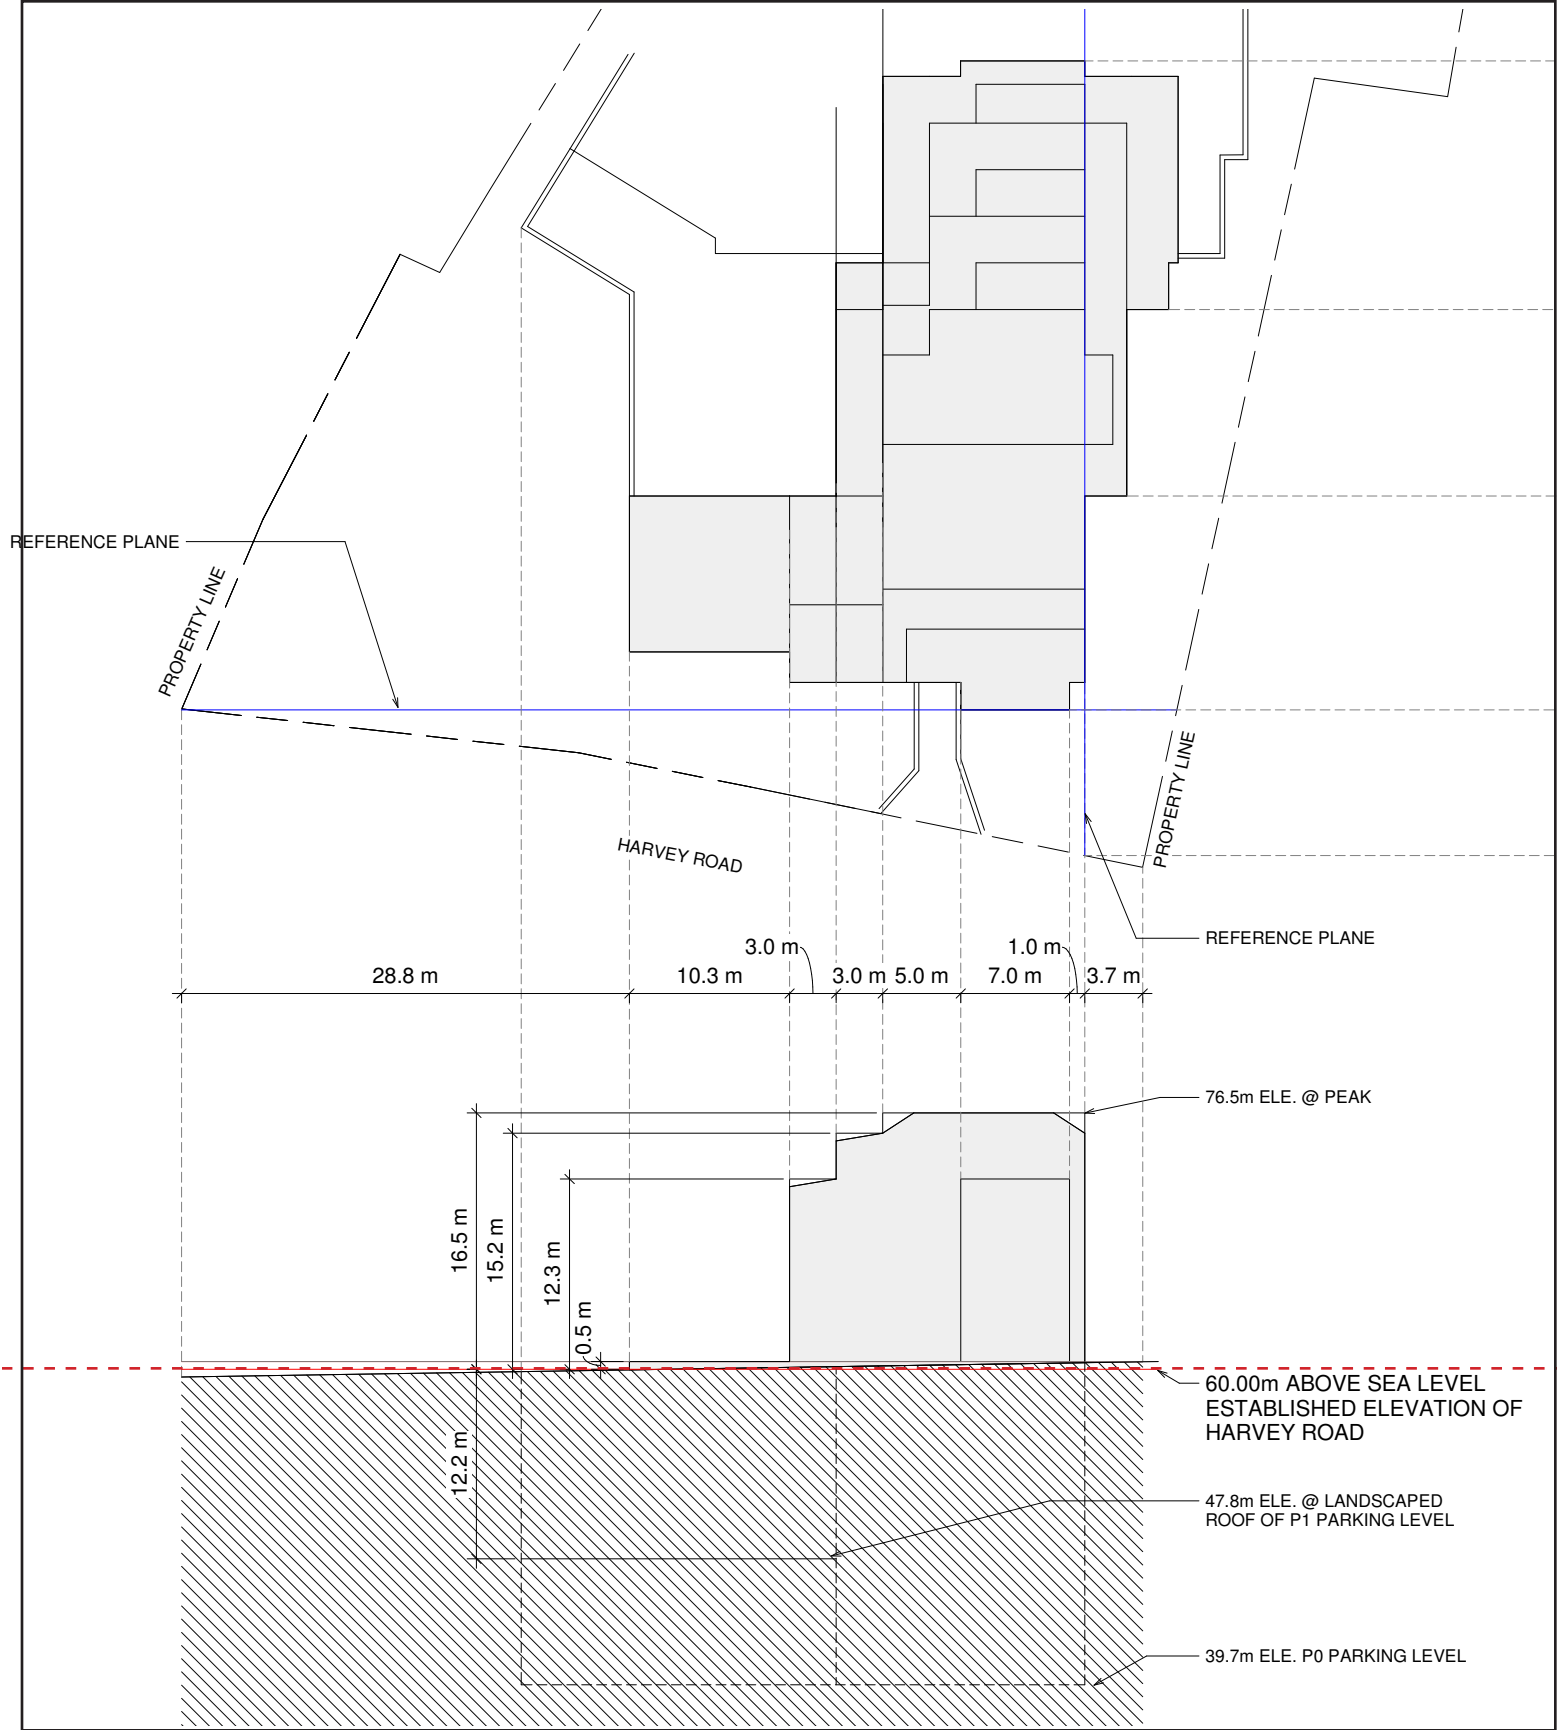 REFERENCE PLANE
PROPERTY LINE
PROPERTY LINE
HARVEY ROAD
REFERENCE PLANE
3.0 m
1.0 m
28.8 m
10.3 m
3.0 m
5.0 m
7.0 m
3.7 m
76.5m ELE. @ PEAK
16.5 m
15.2 m
12.3 m
0.5 m
60.00m ABOVE SEA LEVEL
ESTABLISHED ELEVATION OF
HARVEY ROAD
12.2 m
47.8m ELE. @ LANDSCAPED
ROOF OF P1 PARKING LEVEL
39.7m ELE. P0 PARKING LEVEL